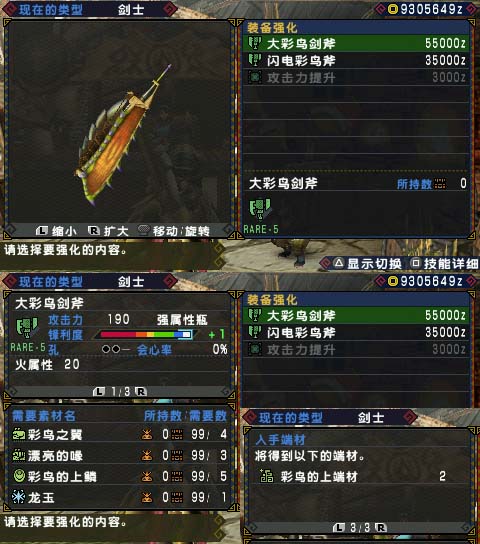 现在的类型 剑士
9305649z
装备强化
大彩鸟剑斧 55000z
闪电彩鸟斧 35000z
攻击力提升 3000z
大彩鸟剑斧 所持数 0
RARE-5
L 缩小 R 扩大 移动/旋转
请选择要强化的内容。
△显示切换 □技能详细
现在的类型 剑士
9305649z
大彩鸟剑斧
攻击力 190 强属性瓶
锋利度 +1
RARE-5 孔 ●●— 会心率 0%
火属性 20
L 1/3 R
装备强化
大彩鸟剑斧 55000z
闪电彩鸟斧 35000z
攻击力提升 3000z
需要素材名 所持数/需要数
彩鸟之翼 0 99/ 4
漂亮的喙 0 99/ 3
彩鸟的上鳞 0 99/ 5
龙玉 0 99/ 1
请选择要强化的内容。
现在的类型 剑士
入手端材
将得到以下的端材。
彩鸟的上端材 2
L 3/3 R